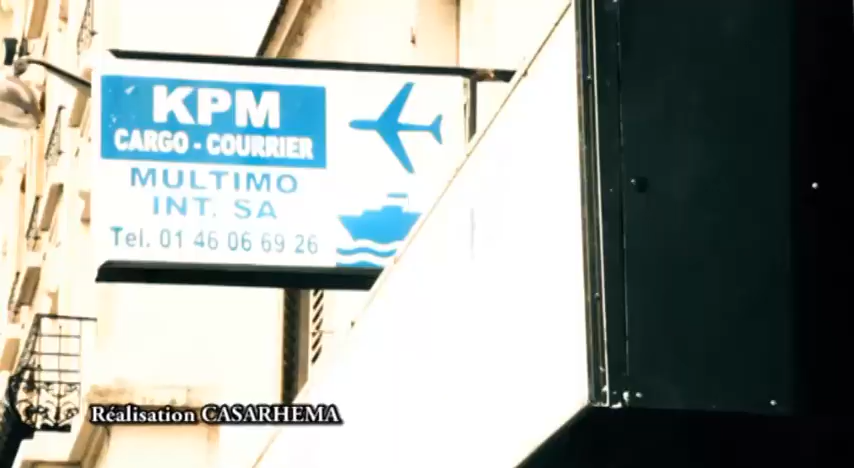 KPM
CARGO - COURRIER
MULTIMO
INT. SA
Tel. 01 46 06 69 26
Réalisation CASARHEMA